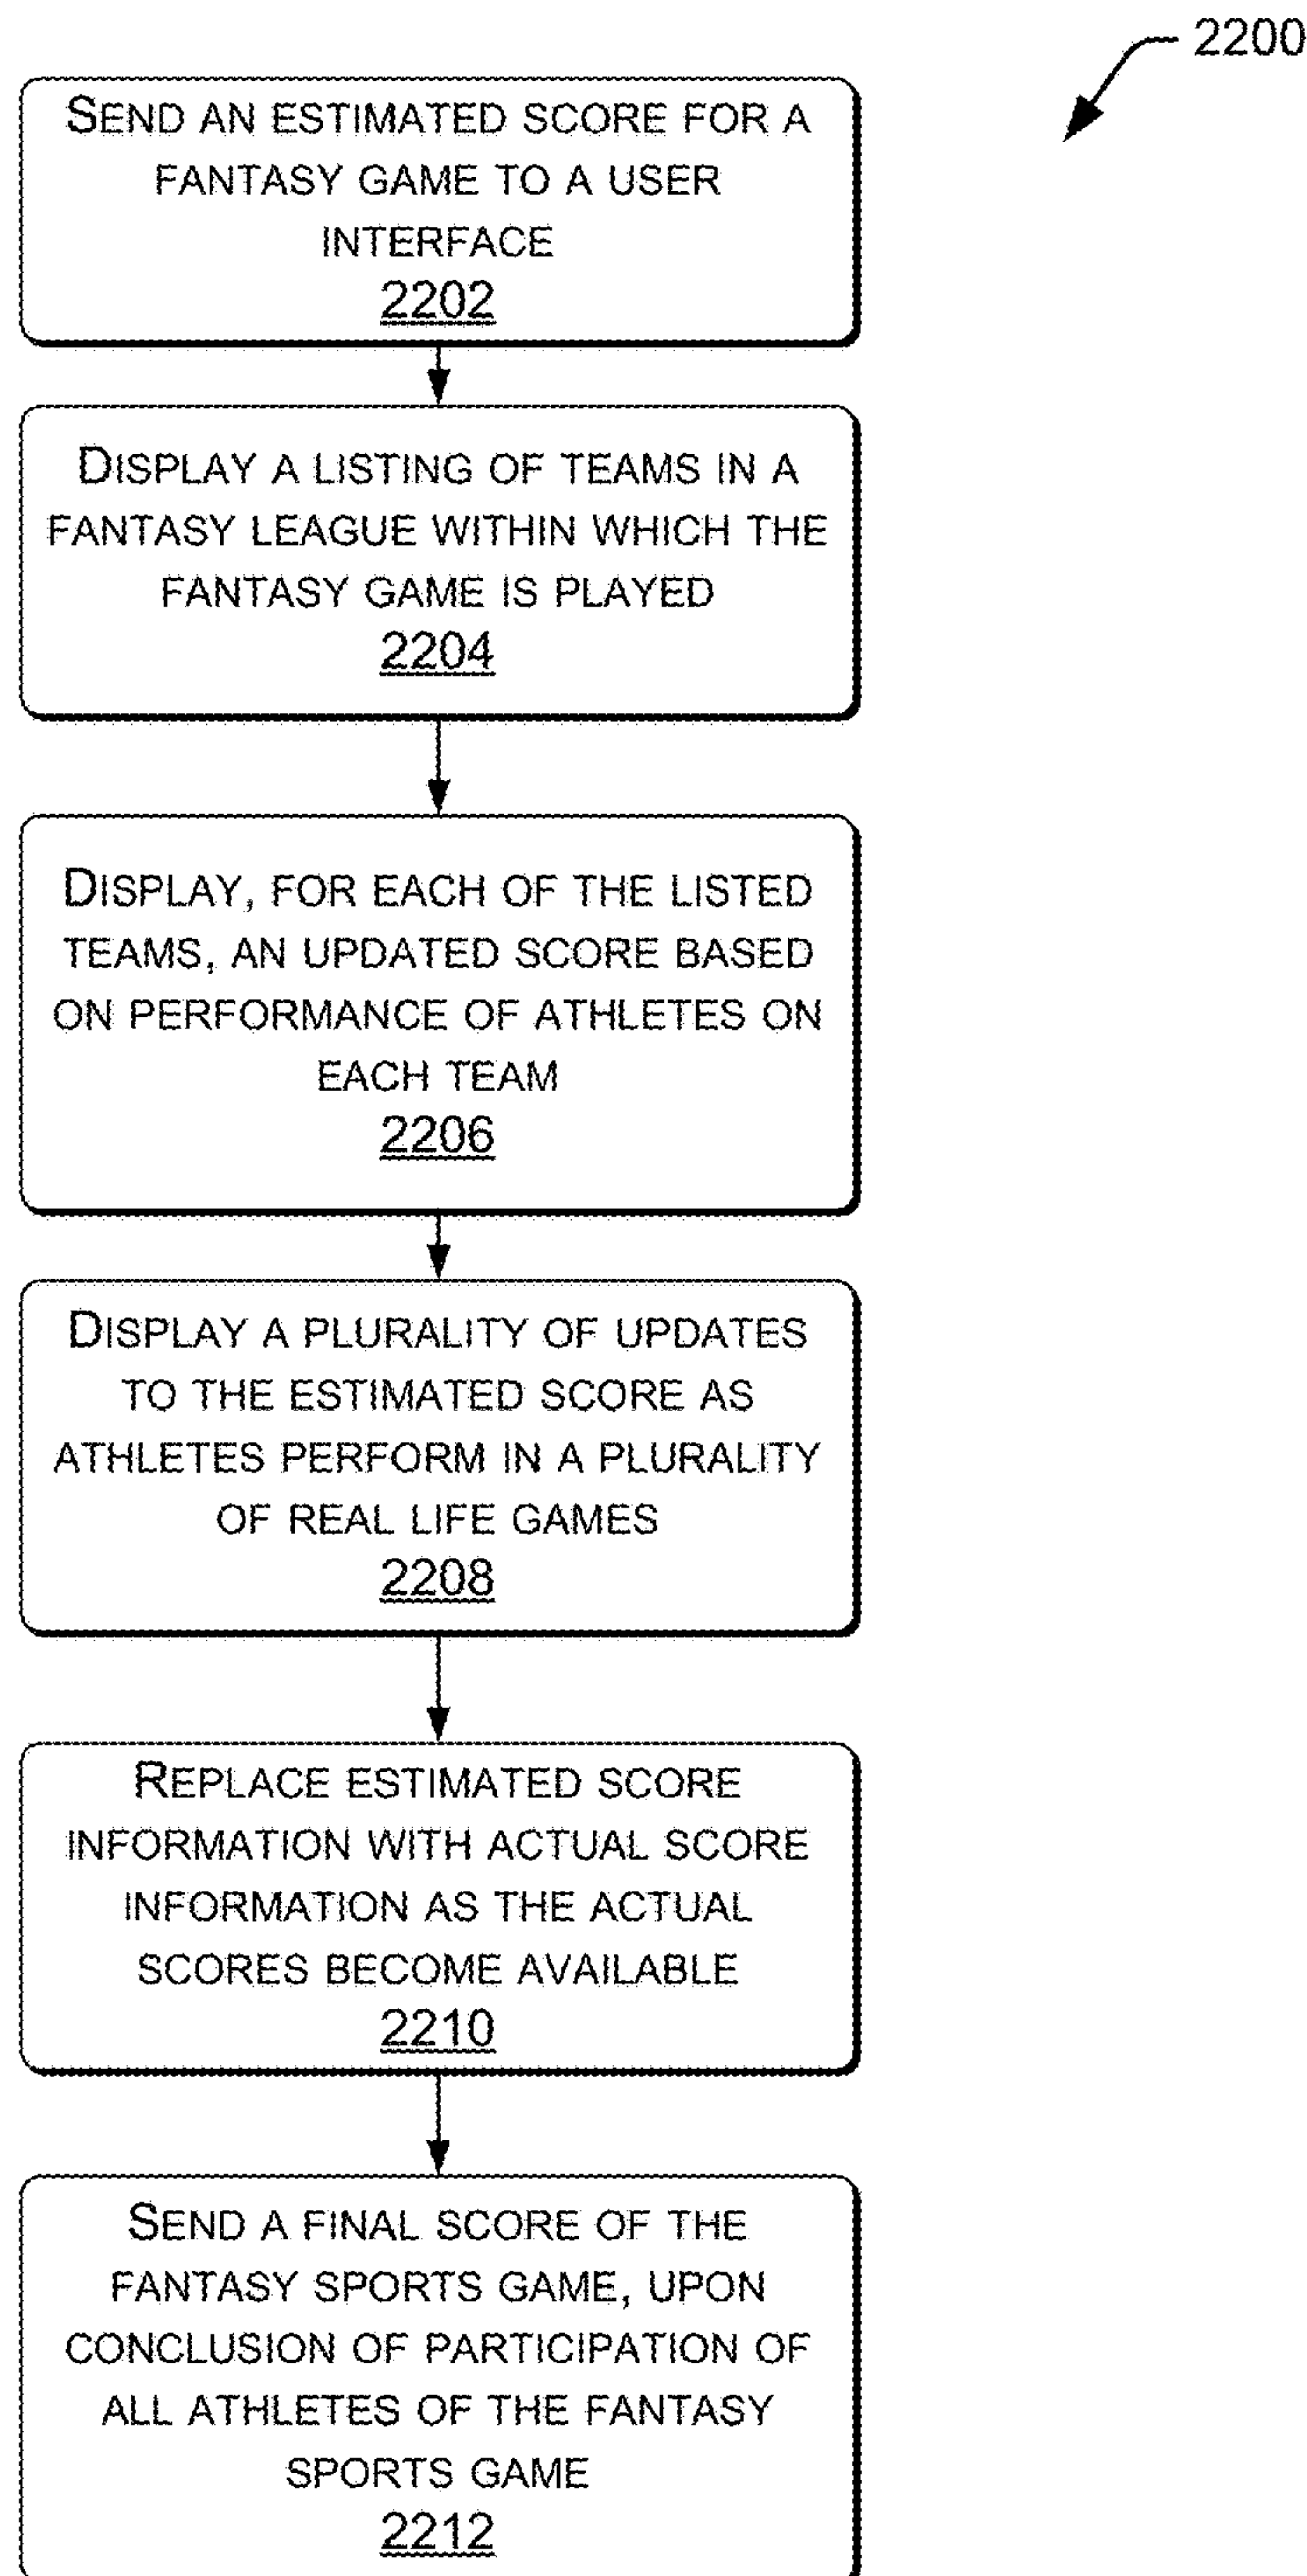 2200
SEND AN ESTIMATED SCORE FOR A
FANTASY GAME TO A USER
INTERFACE
2202
DISPLAY A LISTING OF TEAMS IN A
FANTASY LEAGUE WITHIN WHICH THE
FANTASY GAME IS PLAYED
2204
DISPLAY, FOR EACH OF THE LISTED
TEAMS, AN UPDATED SCORE BASED
ON PERFORMANCE OF ATHLETES ON
EACH TEAM
2206
DISPLAY A PLURALITY OF UPDATES
TO THE ESTIMATED SCORE AS
ATHLETES PERFORM IN A PLURALITY
OF REAL LIFE GAMES
2208
REPLACE ESTIMATED SCORE
INFORMATION WITH ACTUAL SCORE
INFORMATION AS THE ACTUAL
SCORES BECOME AVAILABLE
2210
SEND A FINAL SCORE OF THE
FANTASY SPORTS GAME, UPON
CONCLUSION OF PARTICIPATION OF
ALL ATHLETES OF THE FANTASY
SPORTS GAME
2212